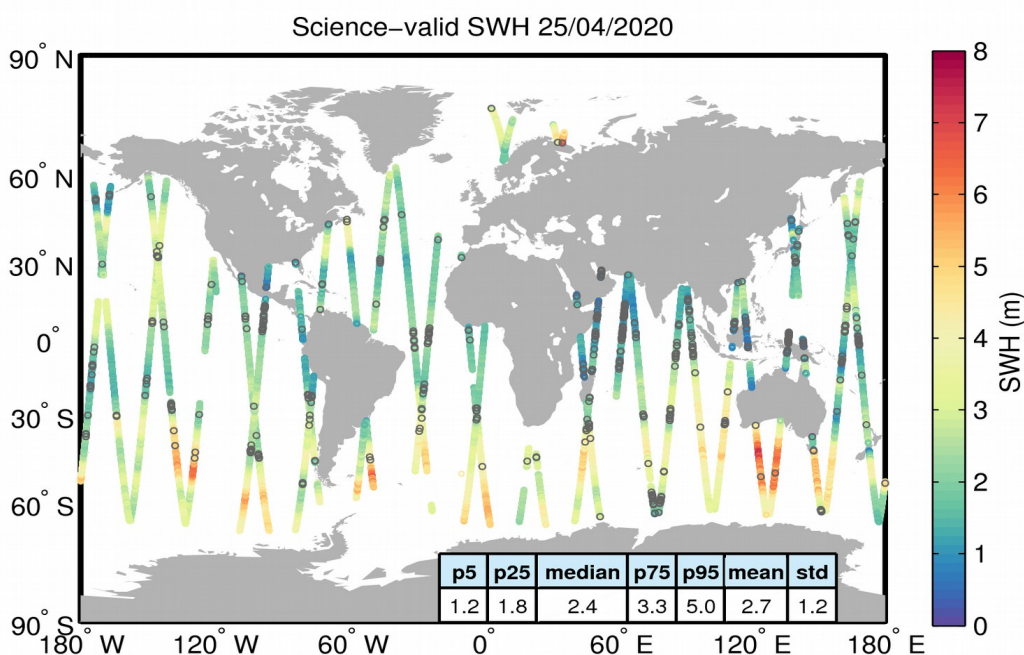 Science-valid SWH 25/04/2020
90° N
60° N
30° N
0°
30° S
60° S
90° S
180° W
120° W
60° W
0°
60° E
120° E
180° E
p5 p25 median p75 p95 mean std
1.2 1.8 2.4 3.3 5.0 2.7 1.2
8
7
6
5
4
3
2
1
0
SWH (m)